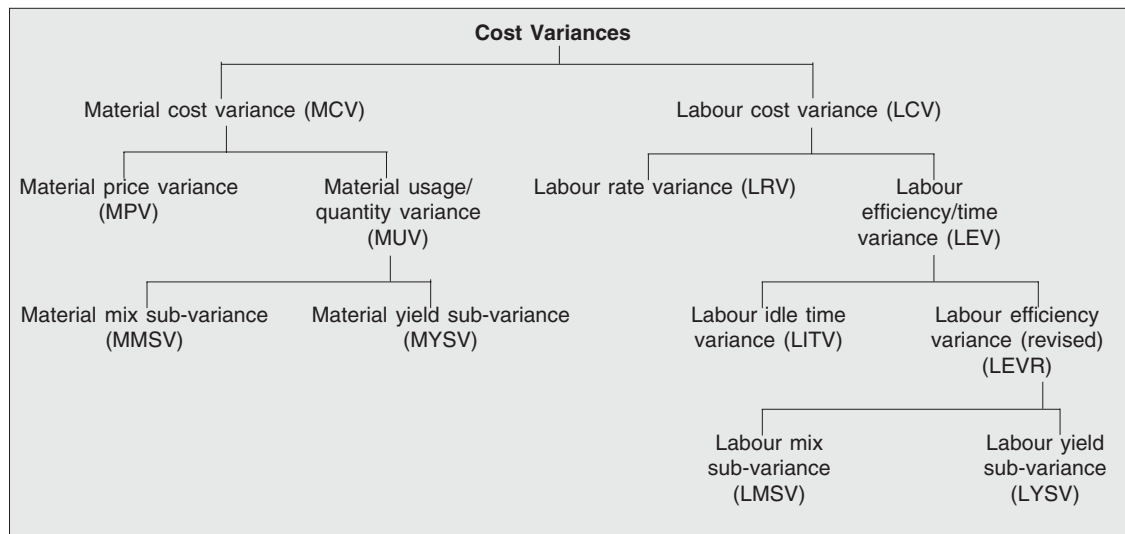 Cost Variances
Material cost variance (MCV)
Labour cost variance (LCV)
Material price variance
(MPV)
Material usage/
quantity variance
(MUV)
Labour rate variance (LRV)
Labour
efficiency/time
variance (LEV)
Material mix sub-variance
(MMSV)
Material yield sub-variance
(MYSV)
Labour idle time
variance (LITV)
Labour efficiency
variance (revised)
(LEVR)
Labour mix
sub-variance
(LMSV)
Labour yield
sub-variance
(LYSV)